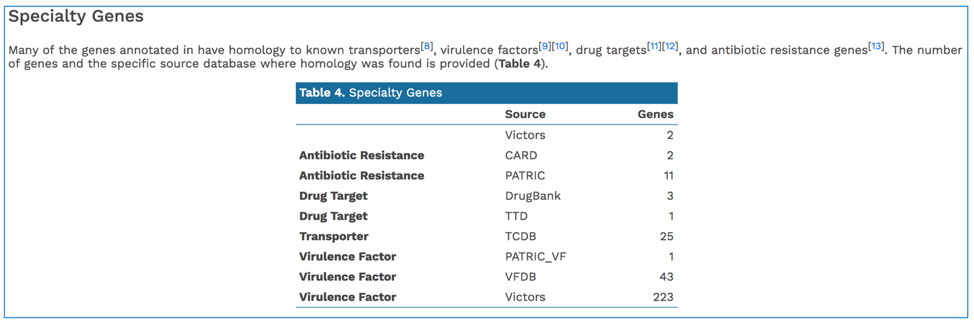 Specialty Genes
Many of the genes annotated in have homology to known transporters[8], virulence factors[9][10], drug targets[11][12], and antibiotic resistance genes[13]. The number
of genes and the specific source database where homology was found is provided (Table 4).
Table 4. Specialty Genes
Source Genes
Victors 2
Antibiotic Resistance CARD 2
Antibiotic Resistance PATRIC 11
Drug Target DrugBank 3
Drug Target TTD 1
Transporter TCDB 25
Virulence Factor PATRIC_VF 1
Virulence Factor VFDB 43
Virulence Factor Victors 223